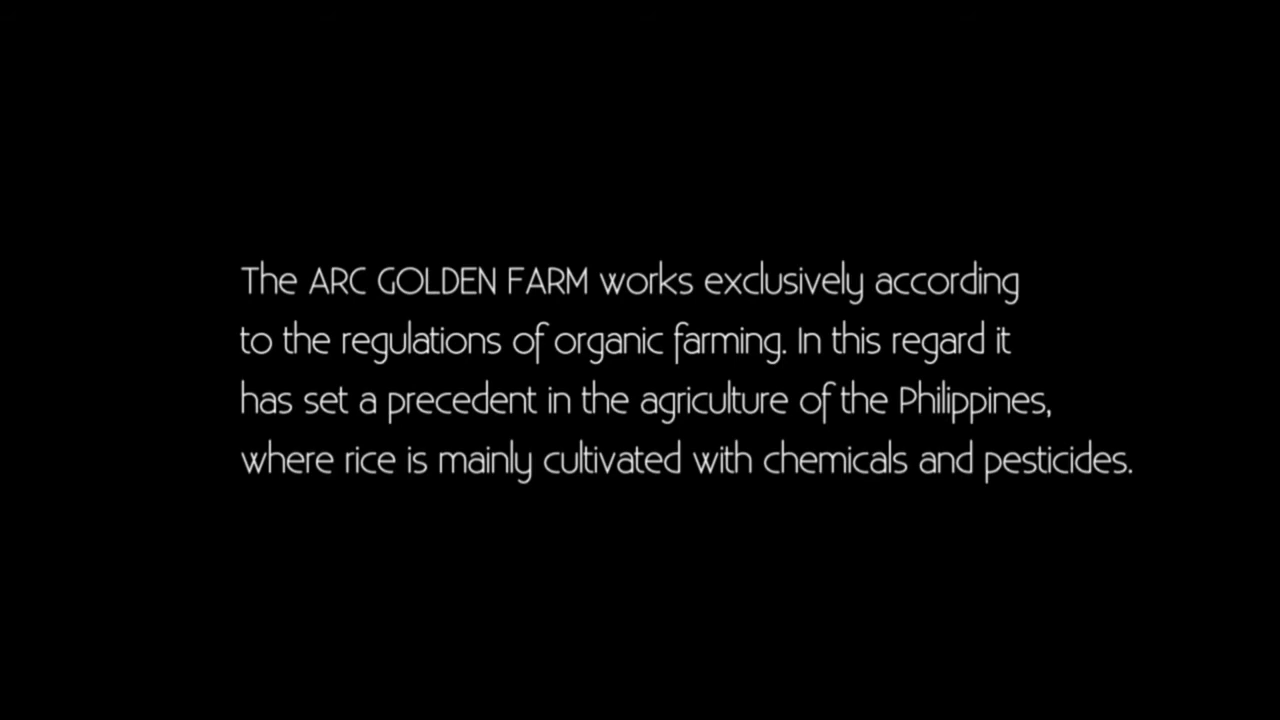 The ARC GOLDEN FARM works exclusively according
to the regulations of organic farming. In this regard it
has set a precedent in the agriculture of the Philippines,
where rice is mainly cultivated with chemicals and pesticides.